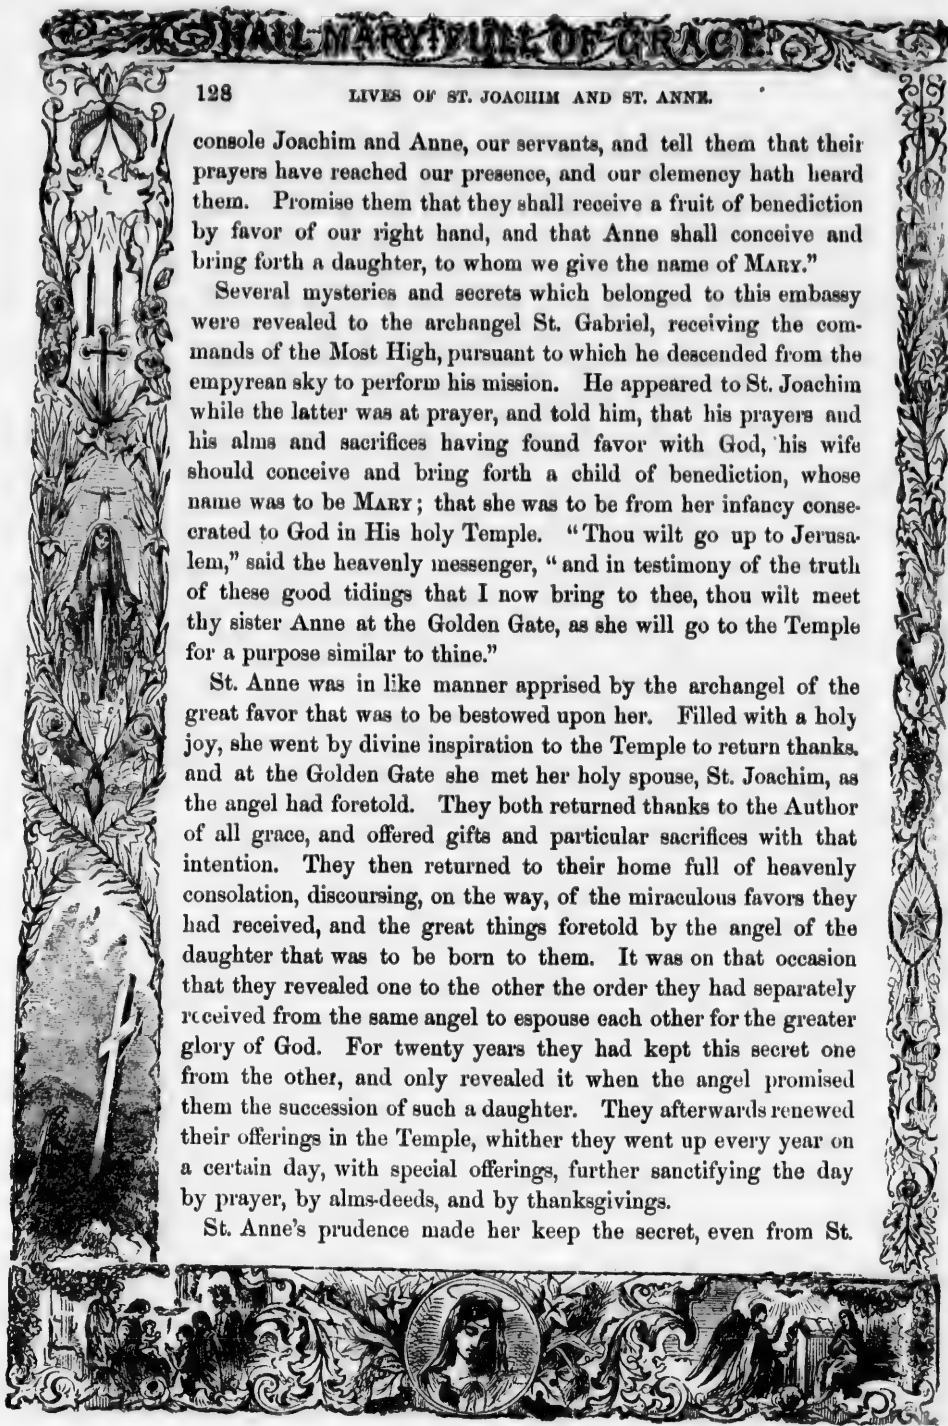 HAIL MARY FULL OF GRACE
128 LIVES OF ST. JOACHIM AND ST. ANNE.
console Joachim and Anne, our servants, and tell them that their
prayers have reached our presence, and our clemency hath heard
them. Promise them that they shall receive a fruit of benediction
by favor of our right hand, and that Anne shall conceive and
bring forth a daughter, to whom we give the name of MARY.”
Several mysteries and secrets which belonged to this embassy
were revealed to the archangel St. Gabriel, receiving the com-
mands of the Most High, pursuant to which he descended from the
empyrean sky to perform his mission. He appeared to St. Joachim
while the latter was at prayer, and told him, that his prayers and
his alms and sacrifices having found favor with God, his wife
should conceive and bring forth a child of benediction, whose
name was to be MARY; that she was to be from her infancy conse-
crated to God in His holy Temple. “Thou wilt go up to Jerusa-
lem,” said the heavenly messenger, “and in testimony of the truth
of these good tidings that I now bring to thee, thou wilt meet
thy sister Anne at the Golden Gate, as she will go to the Temple
for a purpose similar to thine.”
St. Anne was in like manner apprised by the archangel of the
great favor that was to be bestowed upon her. Filled with a holy
joy, she went by divine inspiration to the Temple to return thanks,
and at the Golden Gate she met her holy spouse, St. Joachim, as
the angel had foretold. They both returned thanks to the Author
of all grace, and offered gifts and particular sacrifices with that
intention. They then returned to their home full of heavenly
consolation, discoursing, on the way, of the miraculous favors they
had received, and the great things foretold by the angel of the
daughter that was to be born to them. It was on that occasion
that they revealed one to the other the order they had separately
received from the same angel to espouse each other for the greater
glory of God. For twenty years they had kept this secret one
from the other, and only revealed it when the angel promised
them the succession of such a daughter. They afterwards renewed
their offerings in the Temple, whither they went up every year on
a certain day, with special offerings, further sanctifying the day
by prayer, by alms-deeds, and by thanksgivings.
St. Anne’s prudence made her keep the secret, even from St.